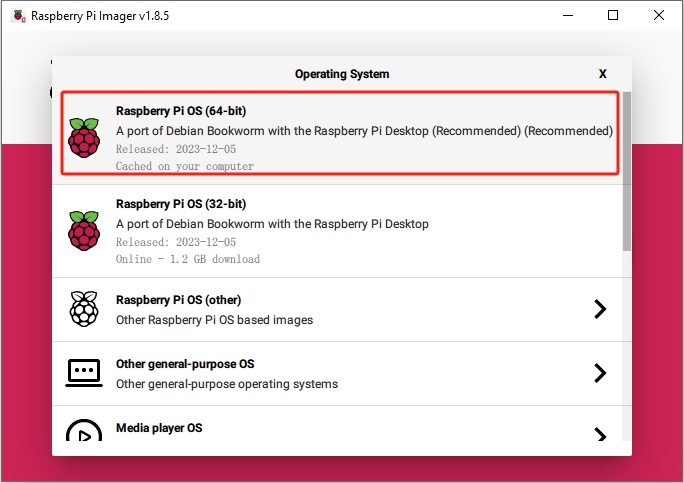 Raspberry Pi Imager v1.8.5
Operating System
X
Raspberry Pi OS (64-bit)
A port of Debian Bookworm with the Raspberry Pi Desktop (Recommended) (Recommended)
Released: 2023-12-05
Cached on your computer
Raspberry Pi OS (32-bit)
A port of Debian Bookworm with the Raspberry Pi Desktop
Released: 2023-12-05
Online - 1.2 GB download
Raspberry Pi OS (other)
Other Raspberry Pi OS based images
Other general-purpose OS
Other general-purpose operating systems
Media player OS